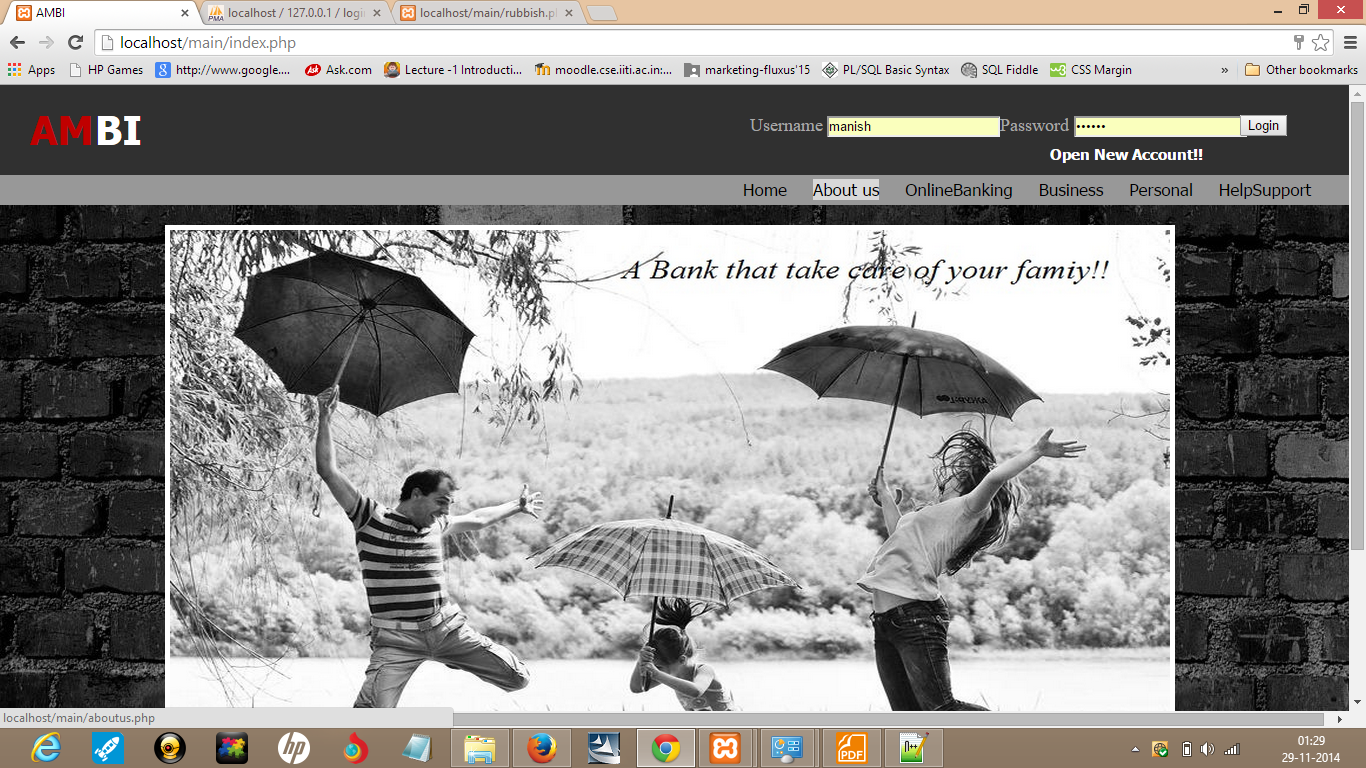 AMBI
localhost / 127.0.0.1 / logi
localhost/main/rubbish.p
localhost/main/index.php
Apps HP Games http://www.google.... Ask.com Lecture -1 Introducti... moodle.cse.iiti.ac.in:... marketing-fluxus'15 PL/SQL Basic Syntax SQL Fiddle CSS Margin » Other bookmarks
AMBI
Username manish Password •••••• Login
Open New Account!!
Home About us OnlineBanking Business Personal HelpSupport
A Bank that take care of your famiy!!
localhost/main/aboutus.php
01:29
29-11-2014